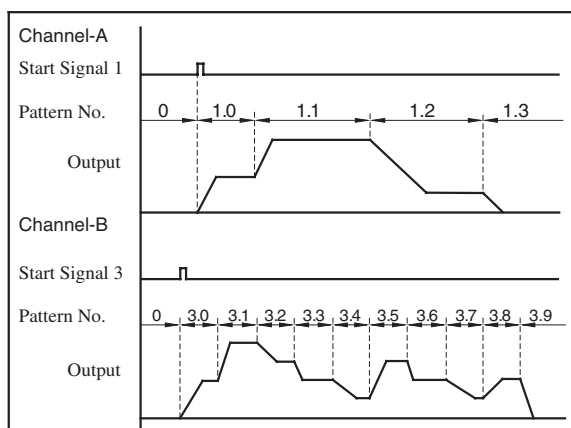 Channel-A
Start Signal 1
Pattern No. 0 1.0 1.1 1.2 1.3
Output
Channel-B
Start Signal 3
Pattern No. 0 3.0 3.1 3.2 3.3 3.4 3.5 3.6 3.7 3.8 3.9
Output